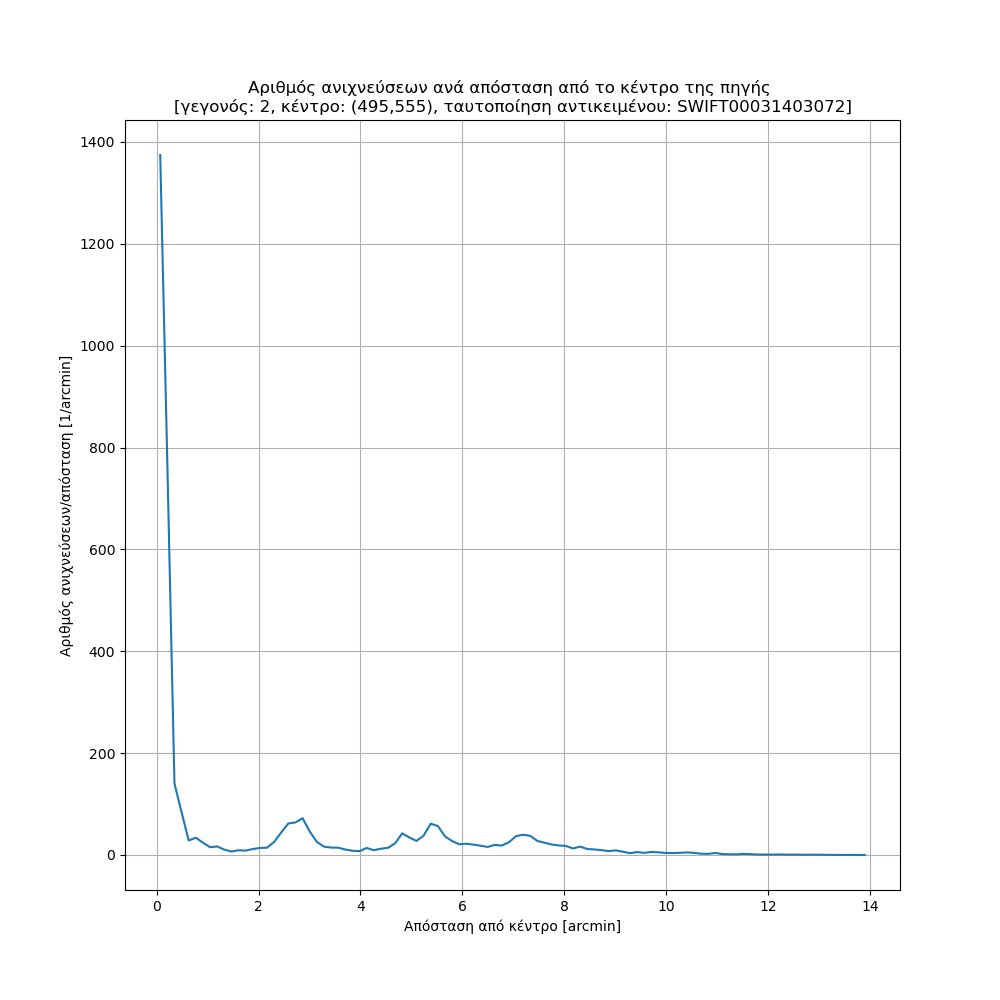 Αριθμός ανιχνεύσεων ανά απόσταση από το κέντρο της πηγής
[γεγονός: 2, κέντρο: (495,555), ταυτοποίηση αντικειμένου: SWIFT00031403072]
1400
1200
1000
800
600
400
200
0
Αριθμός ανιχνεύσεων/απόσταση [1/arcmin]
0 2 4 6 8 10 12 14
Απόσταση από κέντρο [arcmin]